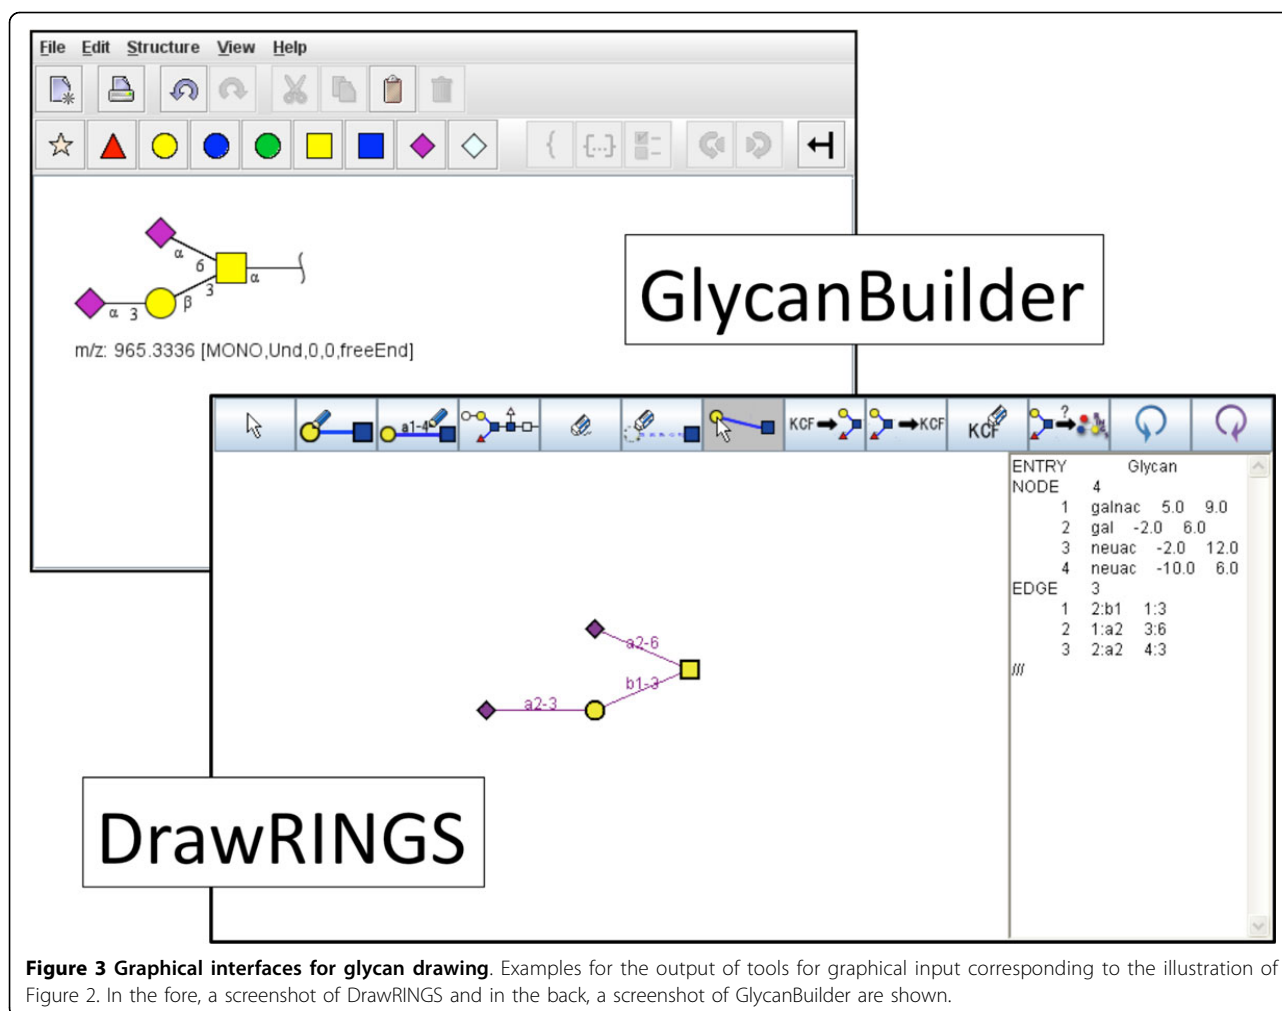 File Edit Structure View Help
α
6
3
α
β
α 3
m/z: 965.3336 [MONO,Und,0,0,freeEnd]
GlycanBuilder
a1-4
KCF
KCF
KCF
?
ENTRY Glycan
NODE 4
1 galnac 5.0 9.0
2 gal -2.0 6.0
3 neuac -2.0 12.0
4 neuac -10.0 6.0
EDGE 3
1 2:b1 1:3
2 1:a2 3:6
3 2:a2 4:3
///
a2-6
b1-3
a2-3
DrawRINGS
Figure 3 Graphical interfaces for glycan drawing. Examples for the output of tools for graphical input corresponding to the illustration of
Figure 2. In the fore, a screenshot of DrawRINGS and in the back, a screenshot of GlycanBuilder are shown.